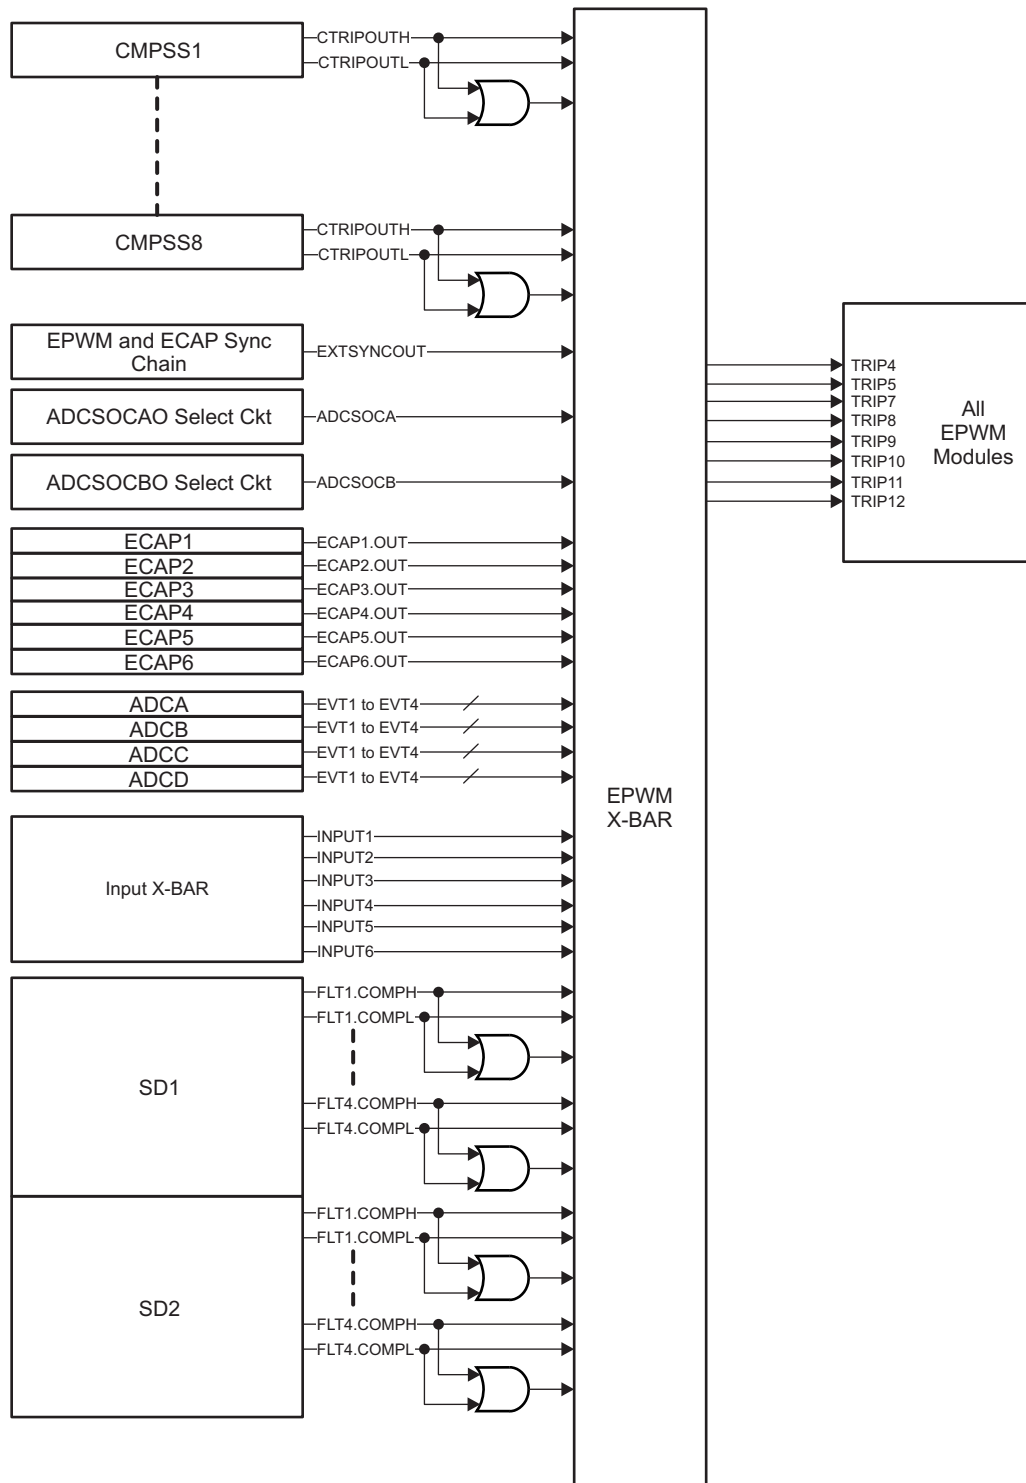 CMPSS1
CTRIPOUTH
CTRIPOUTL
CMPSS8
CTRIPOUTH
CTRIPOUTL
EPWM and ECAP Sync
Chain
EXTSYNCOUT
ADCSOCAO Select Ckt
ADCSOCA
ADCSOCBO Select Ckt
ADCSOCB
ECAP1
ECAP1.OUT
ECAP2
ECAP2.OUT
ECAP3
ECAP3.OUT
ECAP4
ECAP4.OUT
ECAP5
ECAP5.OUT
ECAP6
ECAP6.OUT
ADCA
EVT1 to EVT4
ADCB
EVT1 to EVT4
ADCC
EVT1 to EVT4
ADCD
EVT1 to EVT4
Input X-BAR
INPUT1
INPUT2
INPUT3
INPUT4
INPUT5
INPUT6
SD1
FLT1.COMPH
FLT1.COMPL
FLT4.COMPH
FLT4.COMPL
SD2
FLT1.COMPH
FLT1.COMPL
FLT4.COMPH
FLT4.COMPL
EPWM
X-BAR
TRIP4
TRIP5
TRIP7
TRIP8
TRIP9
TRIP10
TRIP11
TRIP12
All
EPWM
Modules